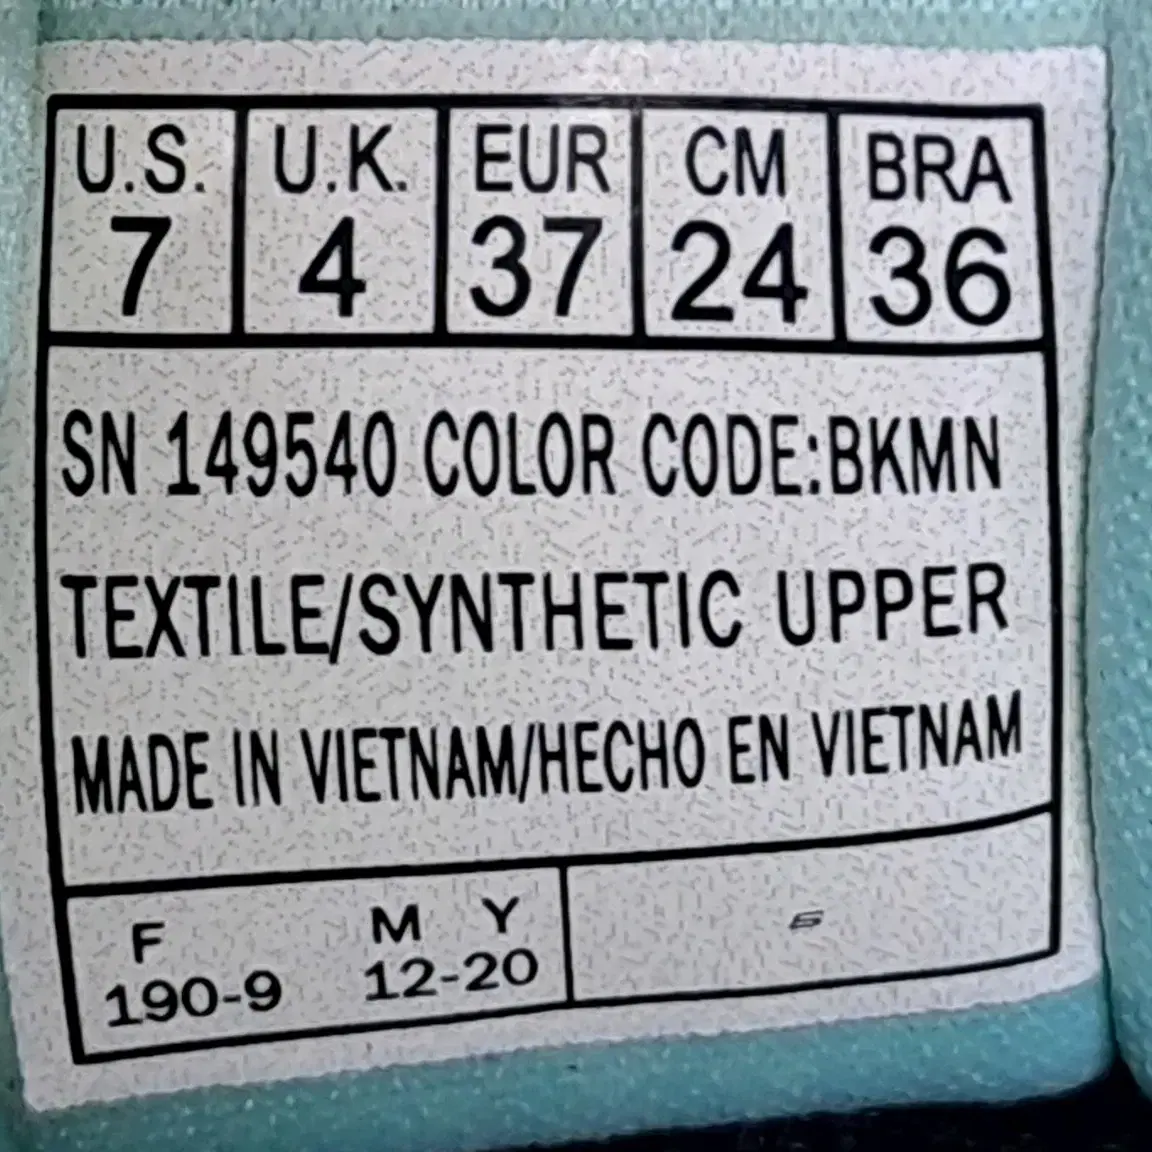 U.S. U.K. EUR CM BRA
7 4 37 24 36
SN 149540 COLOR CODE:BKMN
TEXTILE/SYNTHETIC UPPER
MADE IN VIETNAM/HECHO EN VIETNAM
F M Y
190-9 12-20